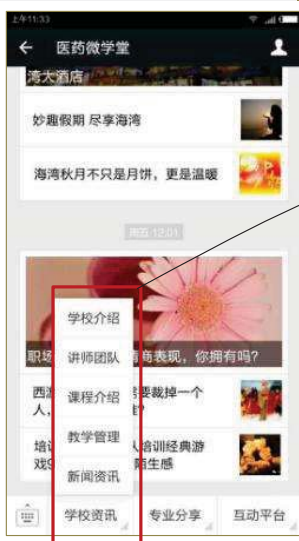 上午11:33
医药微学堂
湾大酒店
妙趣假期 尽享海湾
海湾秋月不只是月饼，更是温暖
周五 12:01
职场
商表现，你拥有吗？
西
要裁掉一个
人，
培训
人培训经典游
戏
陌生感
学校介绍
讲师团队
课程介绍
教学管理
新闻资讯
学校资讯
专业分享
互动平台